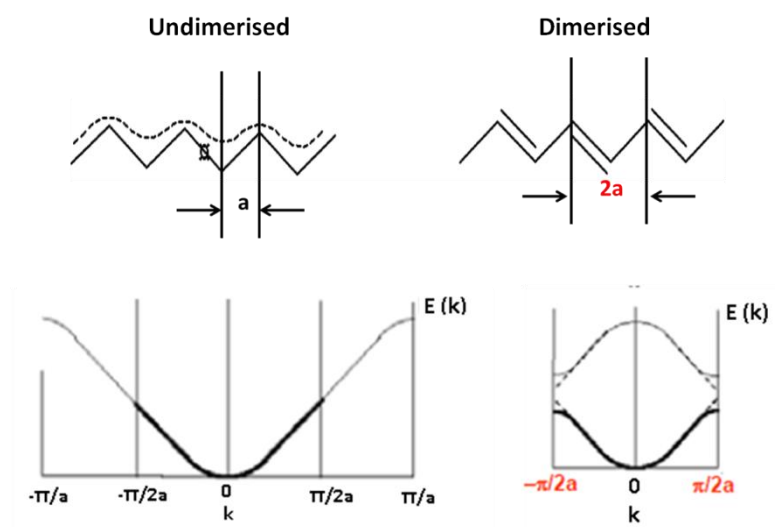 Undimerised
Dimerised
a
2a
E (k)
E (k)
-π/a
-π/2a
0
π/2a
π/a
k
-π/2a
0
π/2a
k